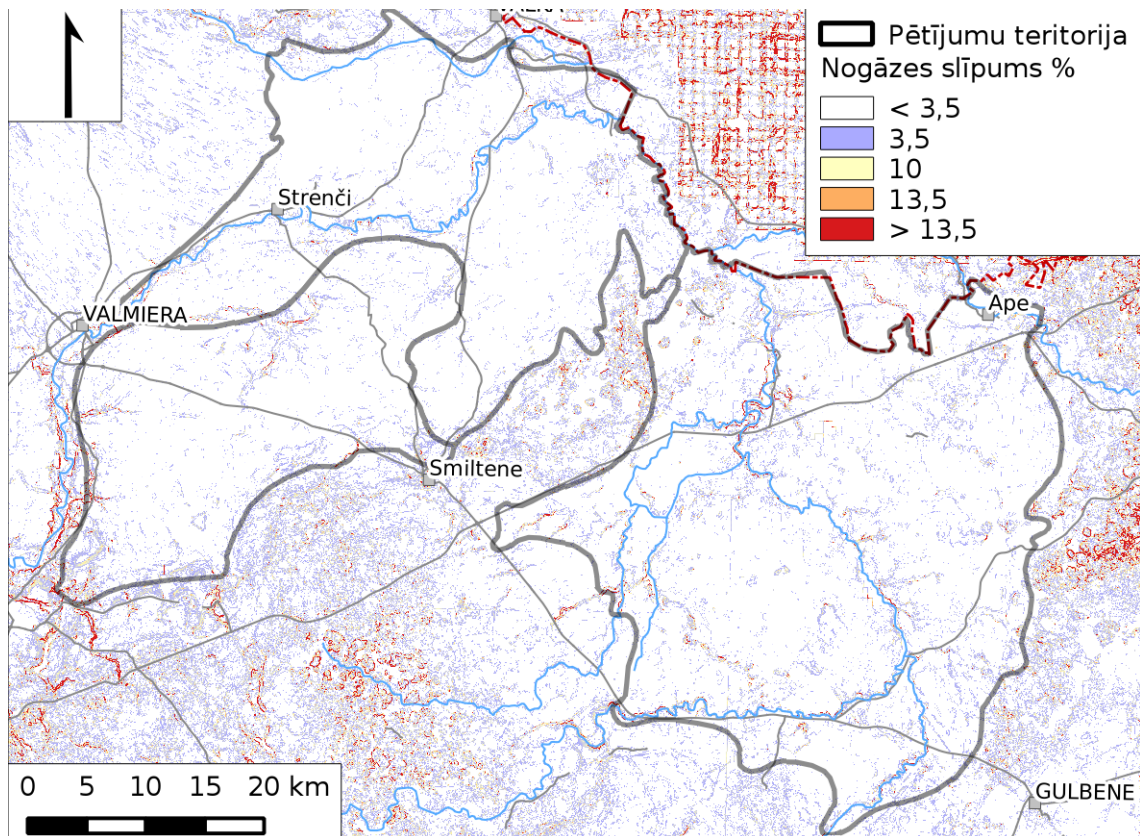 VALKA
Pētījumu teritorija
Nogāzes slīpums %
< 3,5
3,5
10
13,5
> 13,5
Strenči
VALMIERA
Ape
Smiltene
0 5 10 15 20 km
GULBENE